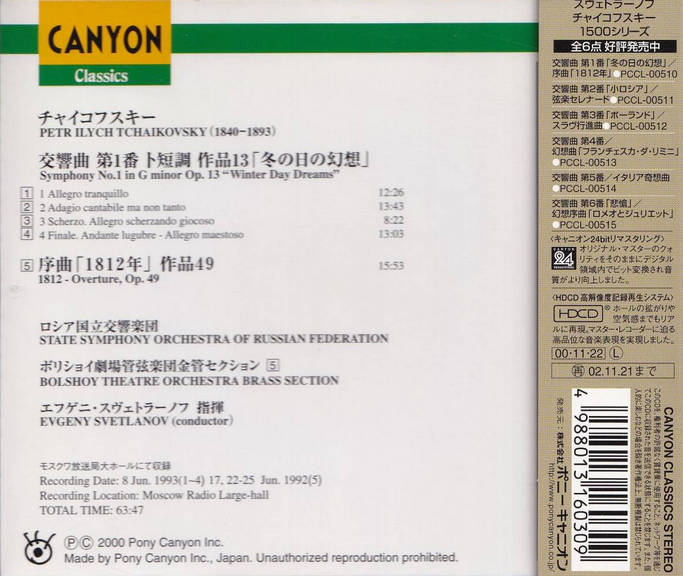 CANYON
Classics
チャイコフスキー
PETR ILYCH TCHAIKOVSKY (1840-1893)
交響曲 第1番 ト短調 作品13「冬の日の幻想」
Symphony No.1 in G minor Op. 13 "Winter Day Dreams"
1 1 Allegro tranquillo 12:26
2 2 Adagio cantabile ma non tanto 13:43
3 3 Scherzo. Allegro scherzando giocoso 8:22
4 4 Finale. Andante lugubre - Allegro maestoso 13:03
5 序曲「1812年」作品49 15:53
1812 - Overture, Op. 49
ロシア国立交響楽団
STATE SYMPHONY ORCHESTRA OF RUSSIAN FEDERATION
ボリショイ劇場管弦楽団金管セクション 5
BOLSHOY THEATRE ORCHESTRA BRASS SECTION
エフゲニ・スヴェトラーノフ 指揮
EVGENY SVETLANOV (conductor)
モスクワ放送局大ホールにて収録
Recording Date: 8 Jun. 1993(1~4) 17, 22-25 Jun. 1992(5)
Recording Location: Moscow Radio Large-hall
TOTAL TIME: 63:47
Ⓟ Ⓒ 2000 Pony Canyon Inc.
Made by Pony Canyon Inc., Japan. Unauthorized reproduction prohibited.
スヴェトラーノフ
チャイコフスキー
1500シリーズ
全6点 好評発売中
交響曲 第1番「冬の日の幻想」/
序曲「1812年」●PCCL-00510
交響曲 第2番「小ロシア」/
弦楽セレナード●PCCL-00511
交響曲 第3番「ポーランド」/
スラヴ行進曲●PCCL-00512
交響曲 第4番/
幻想曲「フランチェスカ・ダ・リミニ」
●PCCL-00513
交響曲 第5番/イタリア奇想曲
●PCCL-00514
交響曲 第6番「悲愴」/
幻想序曲「ロメオとジュリエット」
●PCCL-00515
〈キャニオン24bitリマスタリング〉
CANYON 24
オリジナル・マスターのクォ
リティをそのままにデジタル
領域内でビット変換され音
質がより向上しました。
〈HDCD 高解像度記録再生システム〉
HDCD® ホールの拡がりや
空気感までもリア
ルに再現。マスター・レコーダーに迫る
高品位な音楽表現を実現しました。
00・11・22 Ⓛ
再 02.11.21まで
CANYON CLASSICS STEREO
4 988013 160309
発売元：株式会社ポニーキャニオン
http://www.ponycanyon.co.jp/